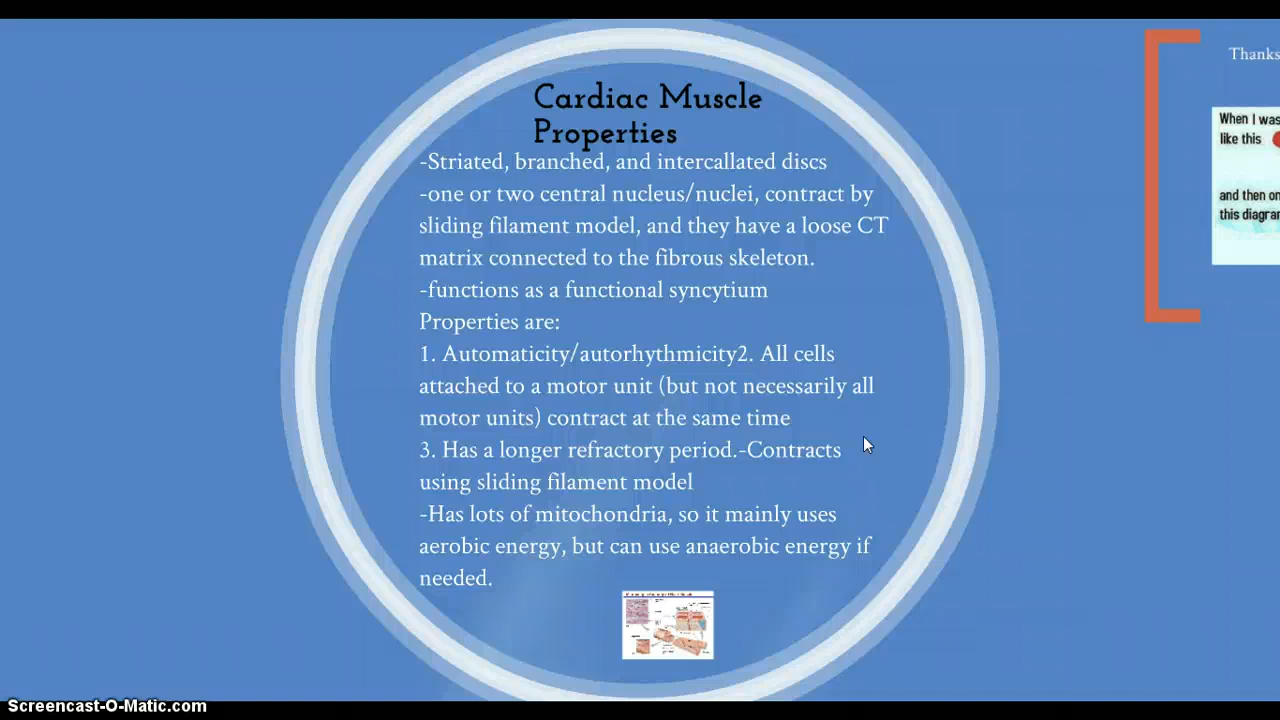 Cardiac Muscle
Properties
-Striated, branched, and intercallated discs
-one or two central nucleus/nuclei, contract by
sliding filament model, and they have a loose CT
matrix connected to the fibrous skeleton.
-functions as a functional syncytium
Properties are:
1. Automaticity/autorhythmicity2. All cells
attached to a motor unit (but not necessarily all
motor units) contract at the same time
3. Has a longer refractory period.-Contracts
using sliding filament model
-Has lots of mitochondria, so it mainly uses
aerobic energy, but can use anaerobic energy if
needed.
Thanks
When I was
like this
and then on
this diagra
Screencast-O-Matic.com